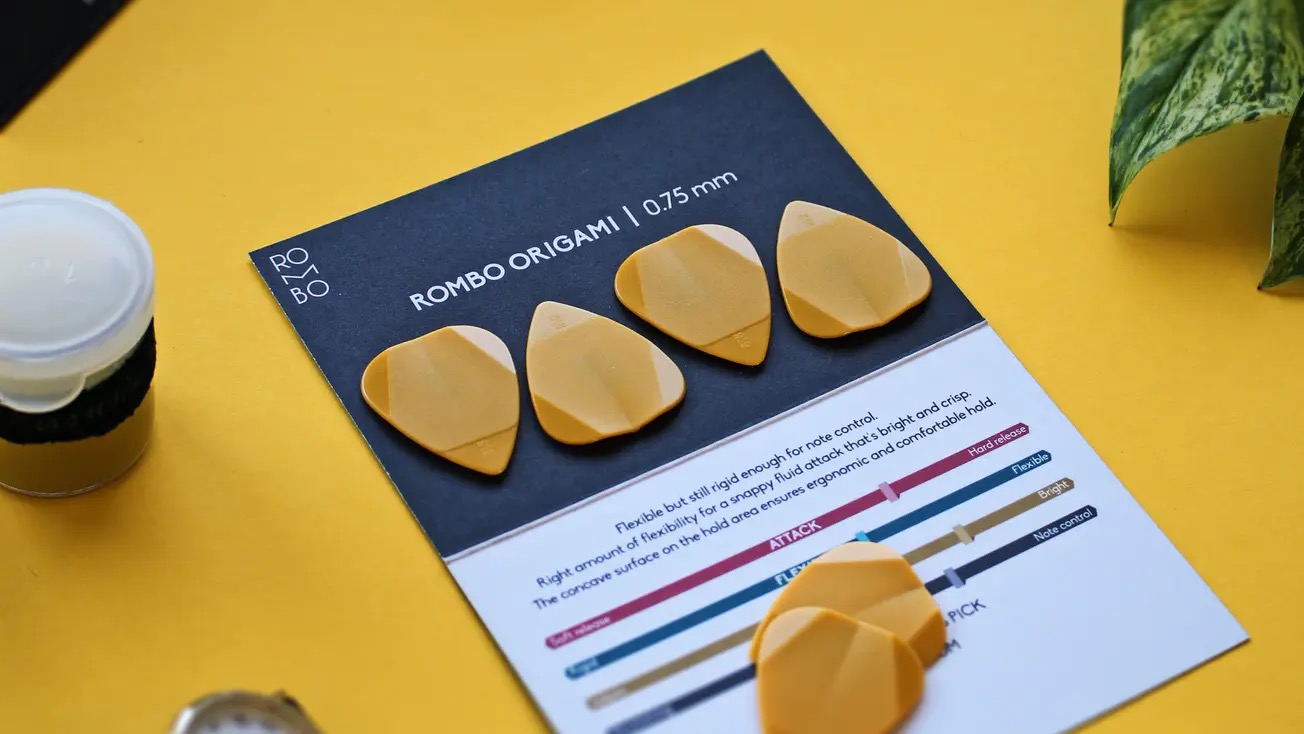 RO
M
BO
ROMBO ORIGAMI | 0.75 mm
Flexible but still rigid enough for note control.
Right amount of flexibility for a snappy fluid attack that's bright and crisp.
The concave surface on the hold area ensures ergonomic and comfortable hold.
Soft release ATTACK Hard release
Rigid Flexible
Bright
Note control
PICK